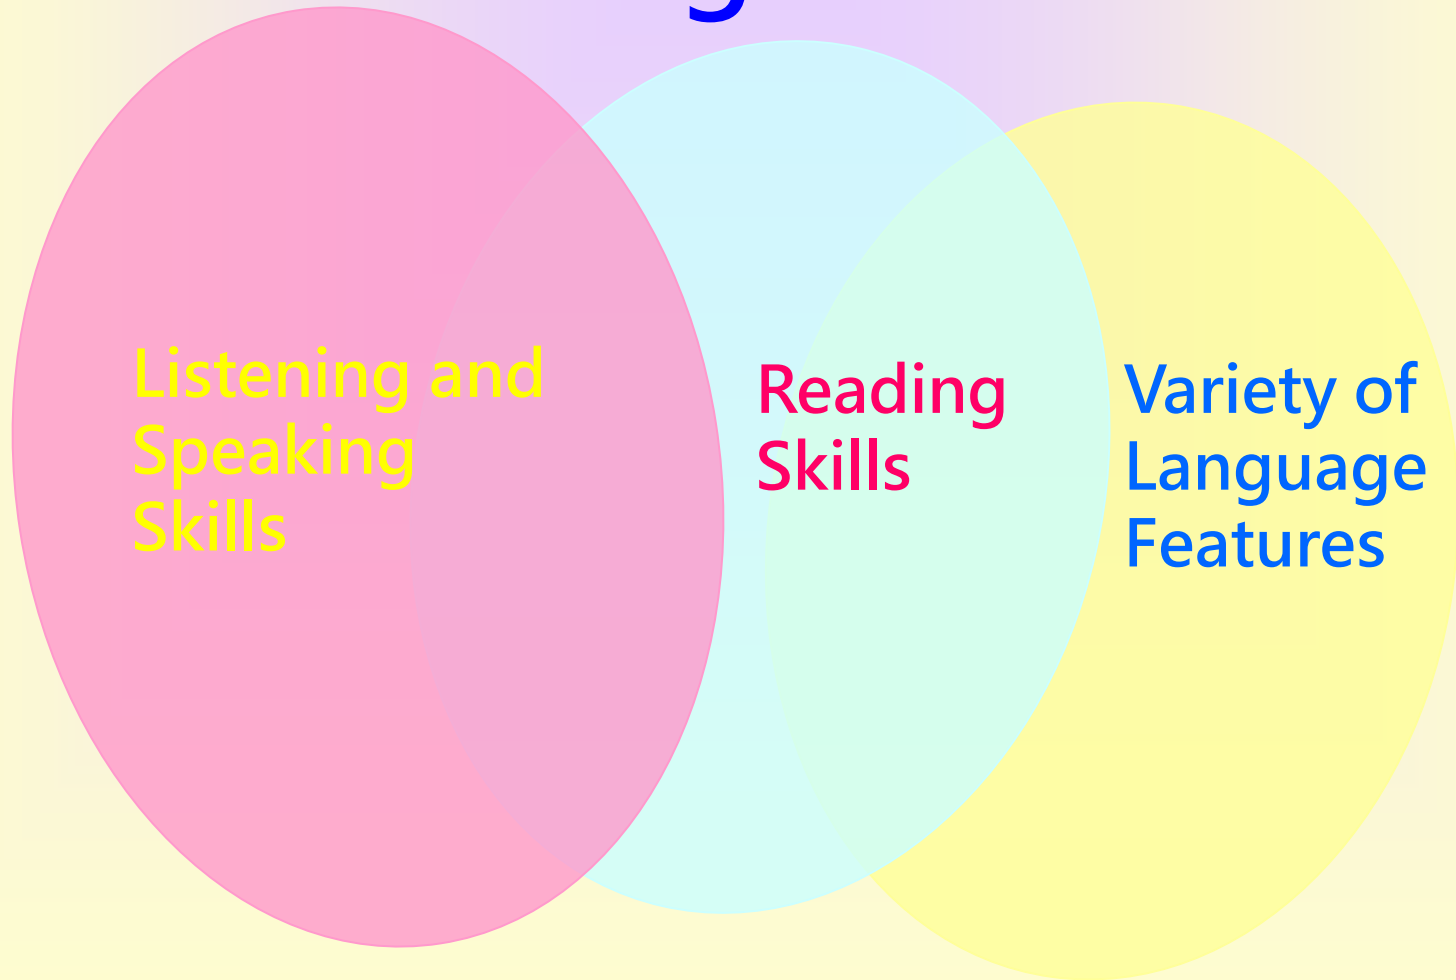 Listening and
Speaking
Skills
Reading
Skills
Variety of
Language
Features